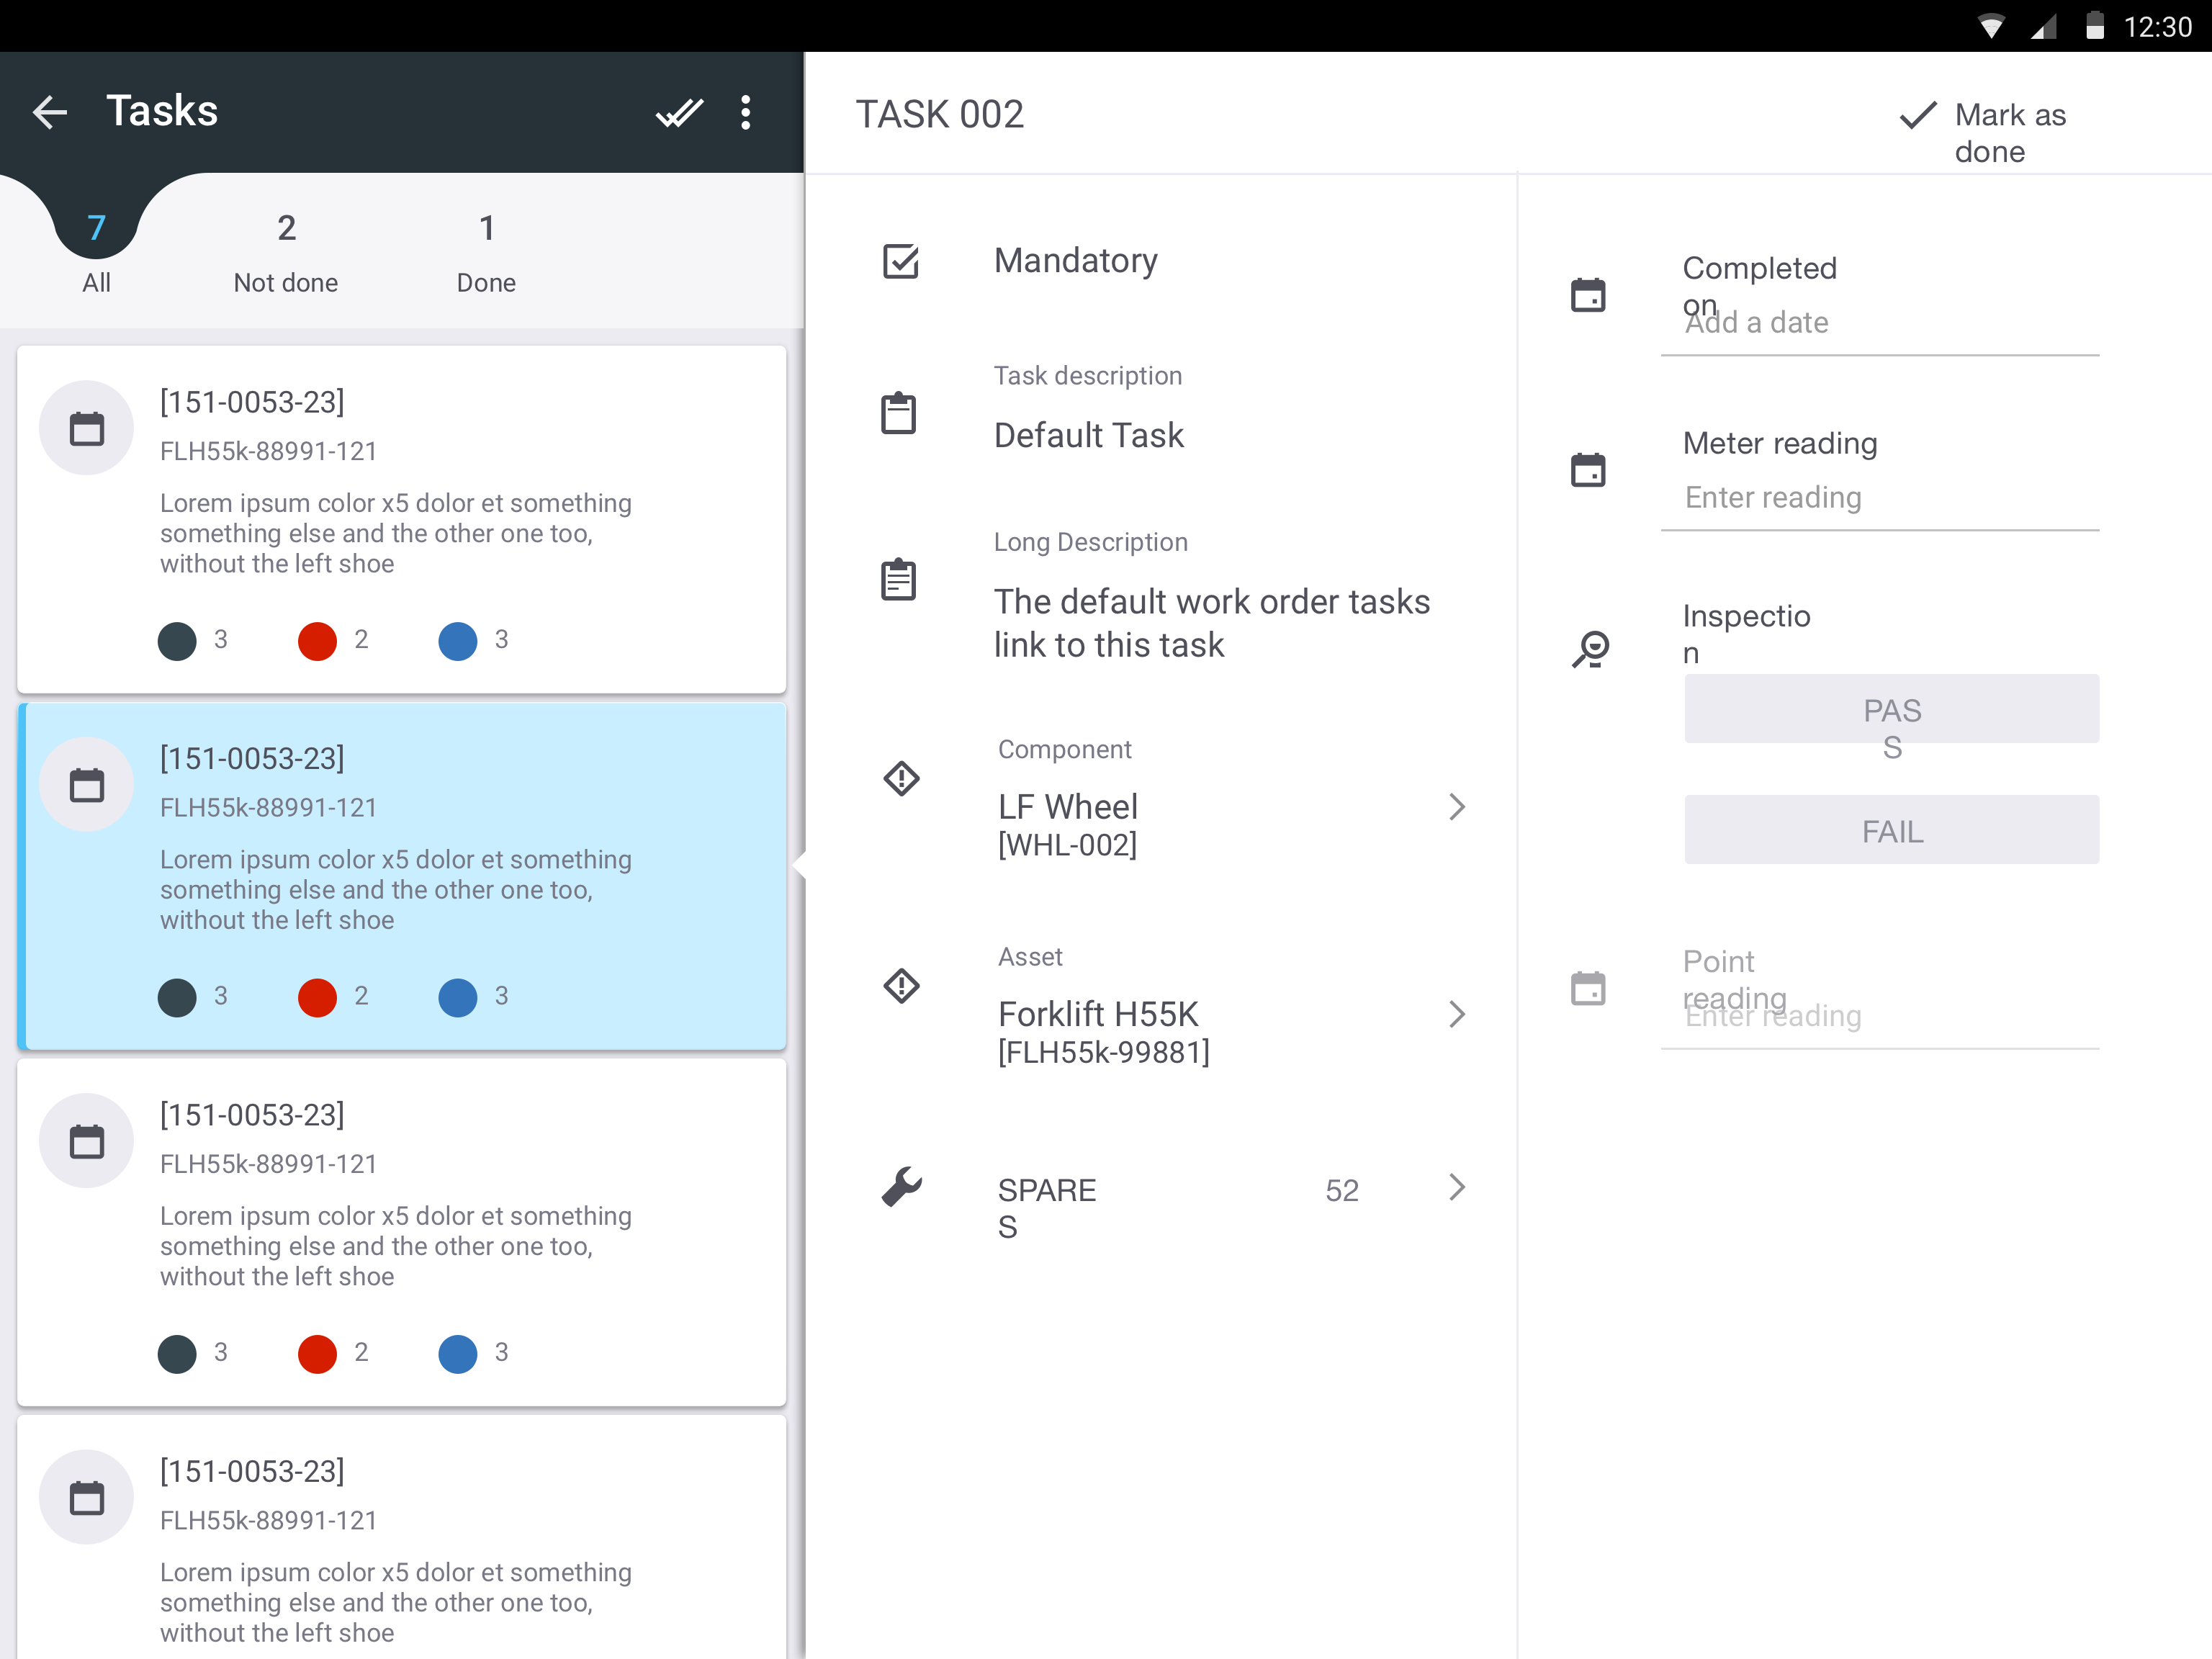 12:30
Tasks
7
2
1
All
Not done
Done
[151-0053-23]
FLH55k-88991-121
Lorem ipsum color x5 dolor et something
something else and the other one too,
without the left shoe
3
2
3
[151-0053-23]
FLH55k-88991-121
Lorem ipsum color x5 dolor et something
something else and the other one too,
without the left shoe
3
2
3
[151-0053-23]
FLH55k-88991-121
Lorem ipsum color x5 dolor et something
something else and the other one too,
without the left shoe
3
2
3
[151-0053-23]
FLH55k-88991-121
Lorem ipsum color x5 dolor et something
something else and the other one too,
without the left shoe
TASK 002
Mark as
done
Mandatory
Task description
Default Task
Long Description
The default work order tasks
link to this task
Component
LF Wheel
[WHL-002]
Asset
Forklift H55K
[FLH55k-99881]
SPARE
S
52
Completed
on
Add a date
Meter reading
Enter reading
Inspectio
n
PAS
S
FAIL
Point
reading
Enter reading